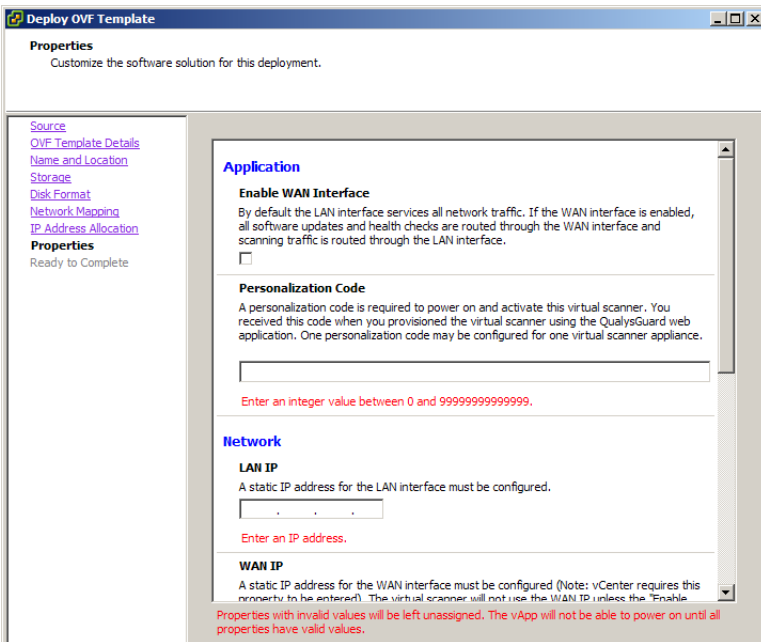 Deploy OVF Template
Properties
Customize the software solution for this deployment.
Source
OVF Template Details
Name and Location
Storage
Disk Format
Network Mapping
IP Address Allocation
Properties
Ready to Complete
Application
Enable WAN Interface
By default the LAN interface services all network traffic. If the WAN interface is enabled,
all software updates and health checks are routed through the WAN interface and
scanning traffic is routed through the LAN interface.
Personalization Code
A personalization code is required to power on and activate this virtual scanner. You
received this code when you provisioned the virtual scanner using the QualysGuard web
application. One personalization code may be configured for one virtual scanner appliance.
Enter an integer value between 0 and 99999999999999.
Network
LAN IP
A static IP address for the LAN interface must be configured.
. . .
Enter an IP address.
WAN IP
A static IP address for the WAN interface must be configured (Note: vCenter requires this
property to be entered). The virtual scanner will not use the WAN IP unless the "Enable
Properties with invalid values will be left unassigned. The vApp will not be able to power on until all
properties have valid values.